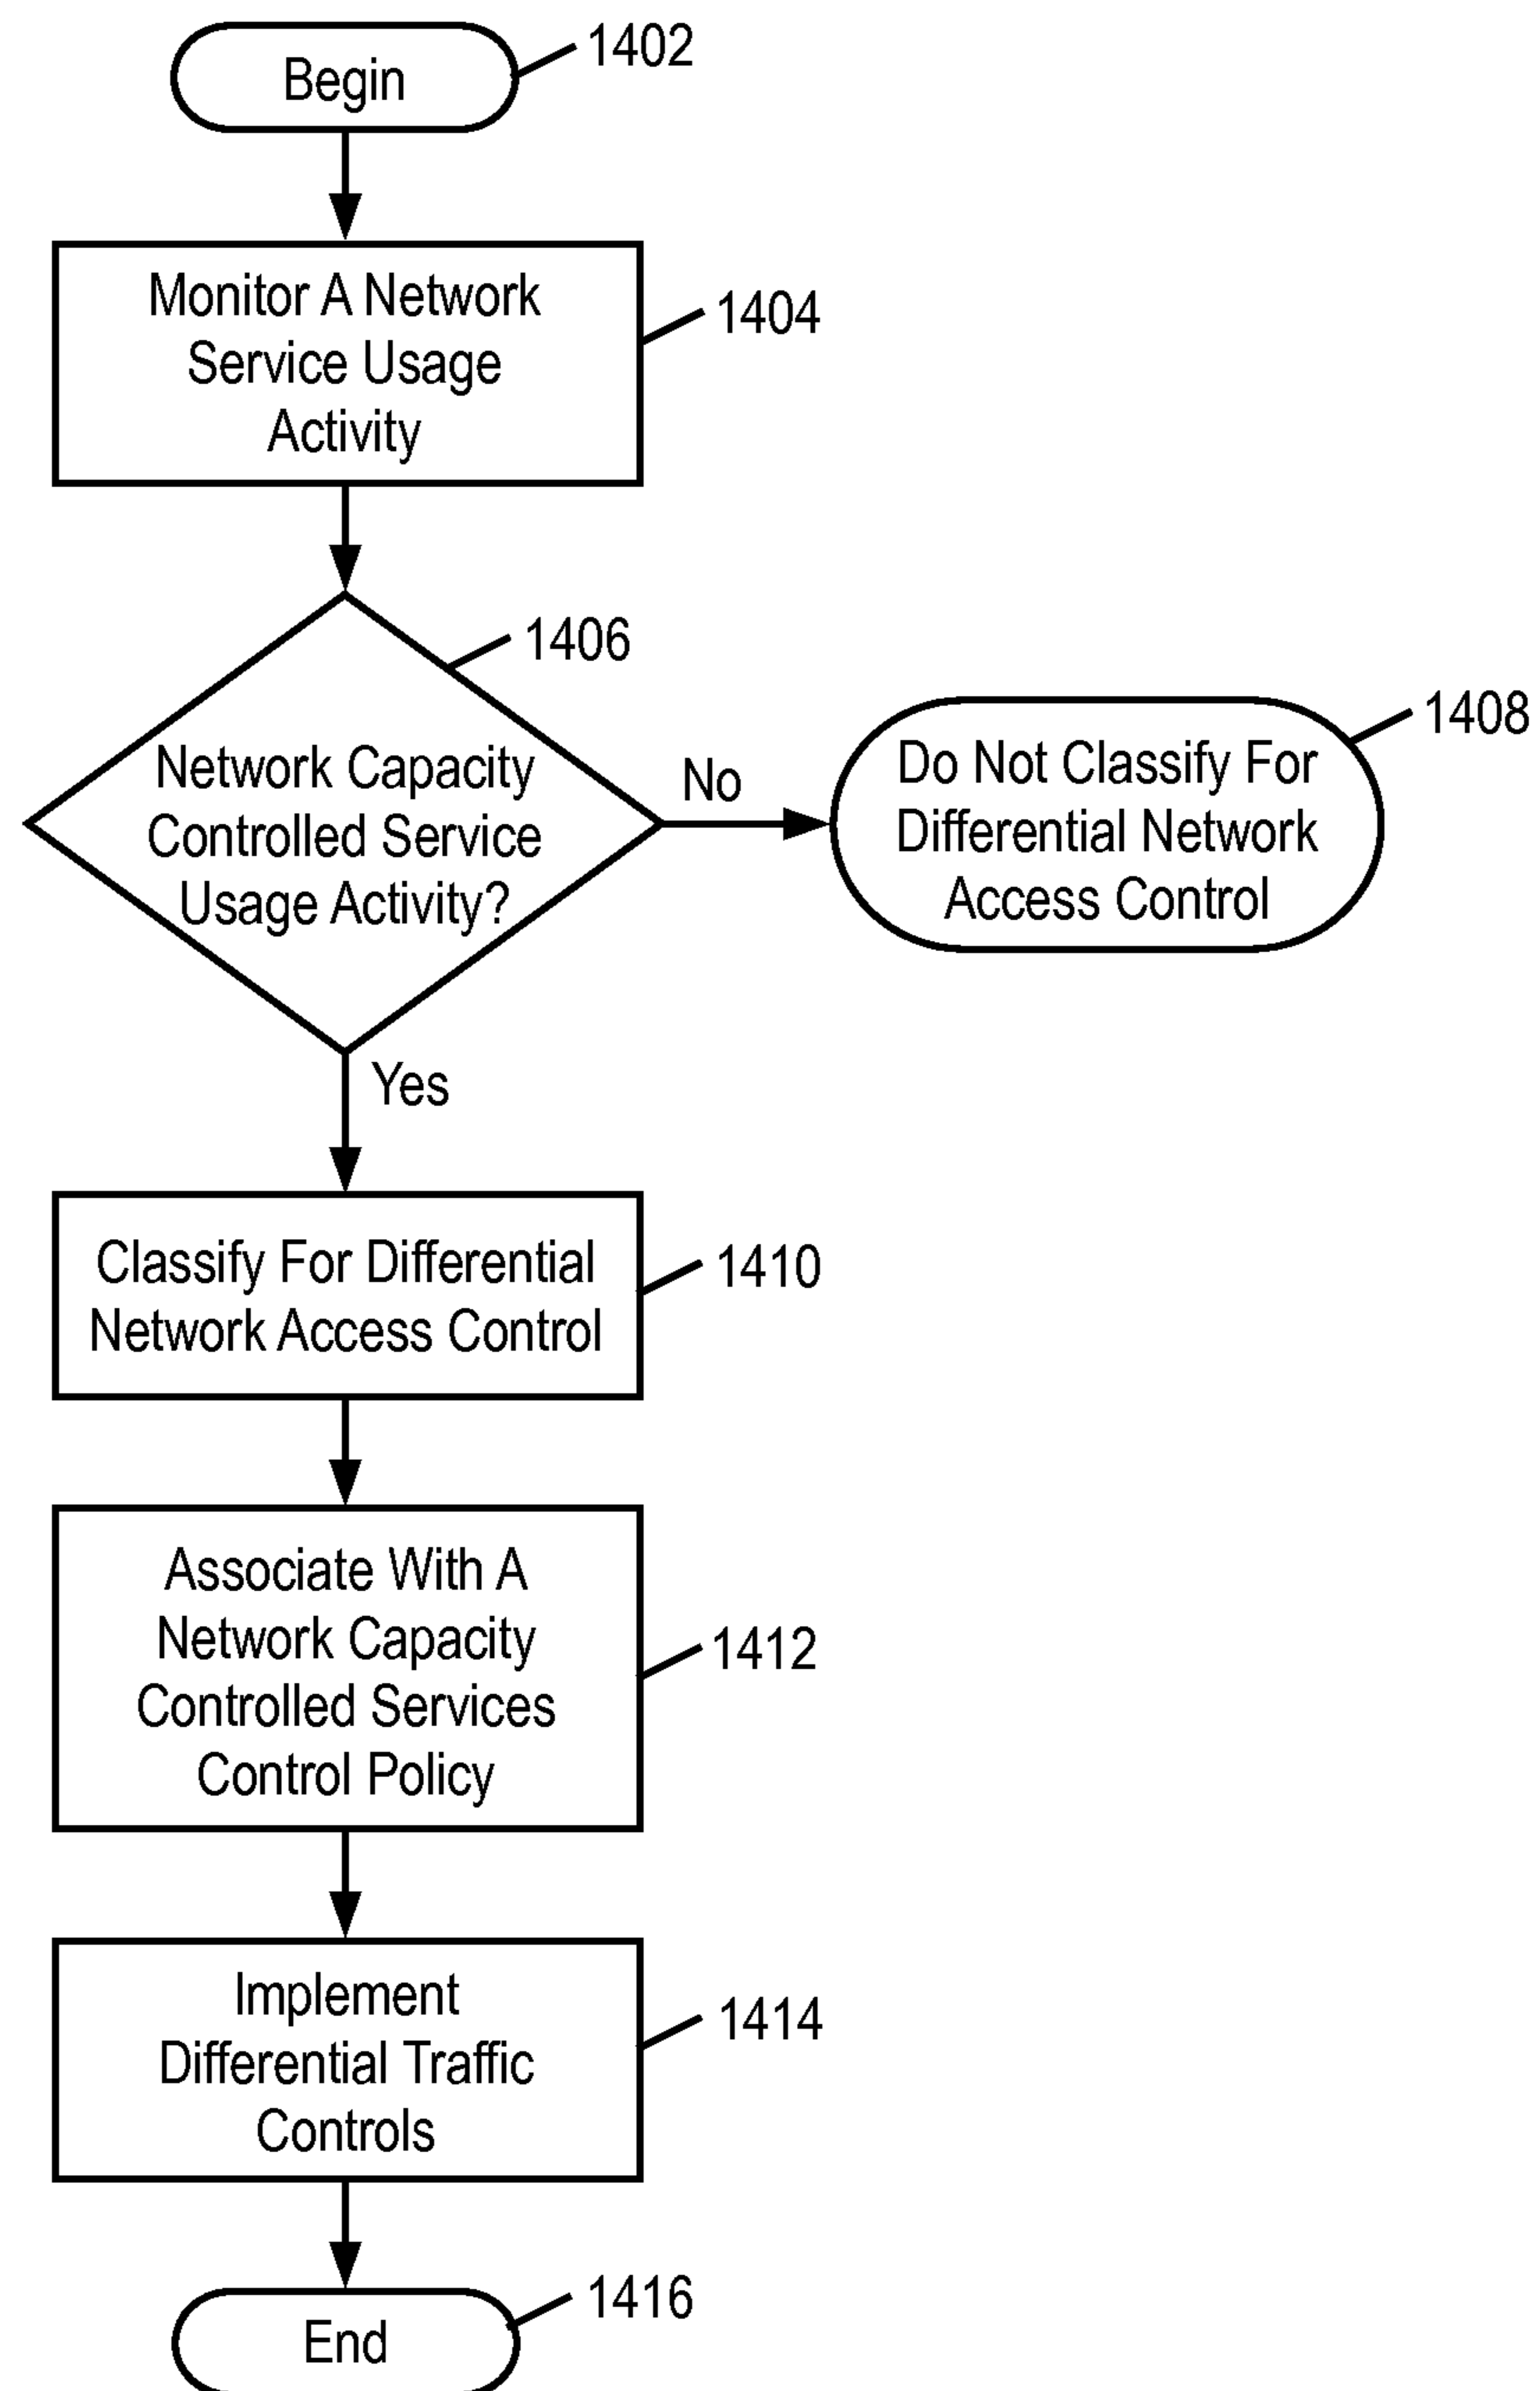 Begin
1402
Monitor A Network
Service Usage
Activity
1404
1406
Network Capacity
Controlled Service
Usage Activity?
No
Do Not Classify For
Differential Network
Access Control
1408
Yes
Classify For Differential
Network Access Control
1410
Associate With A
Network Capacity
Controlled Services
Control Policy
1412
Implement
Differential Traffic
Controls
1414
End
1416